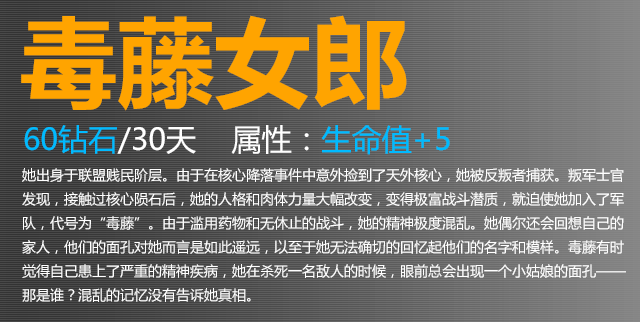 毒藤女郎
60钻石/30天 属性：生命值+5
她出身于联盟贱民阶层。由于在核心降落事件中意外捡到了天外核心，她被反叛者捕获。叛军士官
发现，接触过核心陨石后，她的人格和肉体力量大幅改变，变得极富战斗潜质，就迫使她加入了军
队，代号为“毒藤”。由于滥用药物和无休止的战斗，她的精神极度混乱。她偶尔还会回想自己的
家人，他们的面孔对她而言是如此遥远，以至于她无法确切的回忆起他们的名字和模样。毒藤有时
觉得自己患上了严重的精神疾病，她在杀死一名敌人的时候，眼前总会出现一个小姑娘的面孔——
那是谁？混乱的记忆没有告诉她真相。